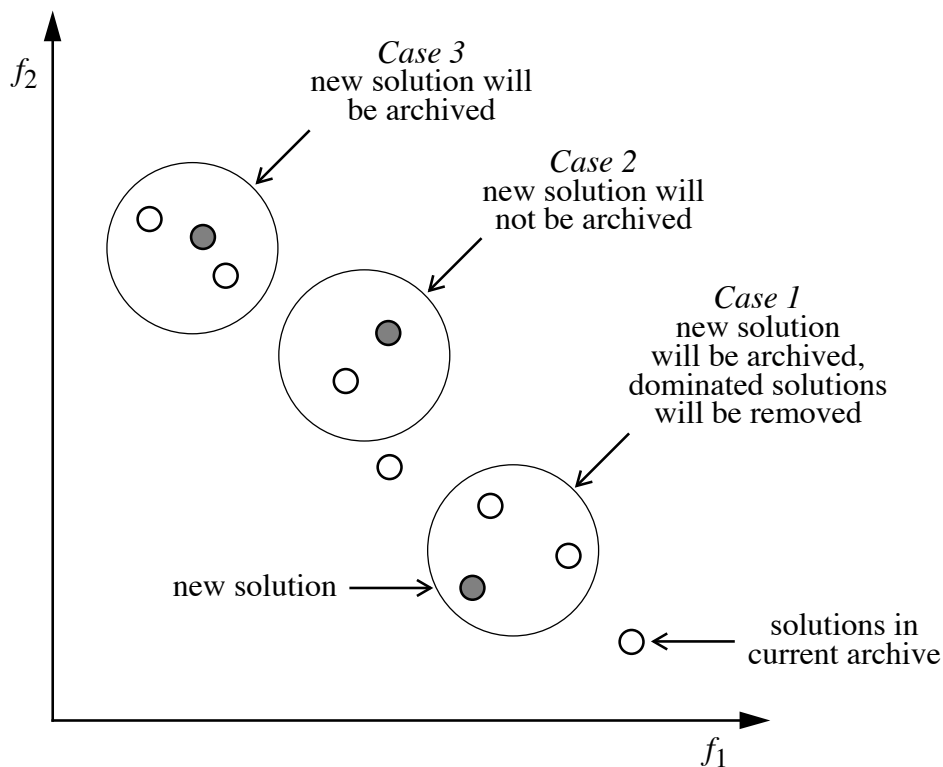 f2
Case 3
new solution will
be archived
Case 2
new solution will
not be archived
Case 1
new solution
will be archived,
dominated solutions
will be removed
new solution
solutions in
current archive
f1